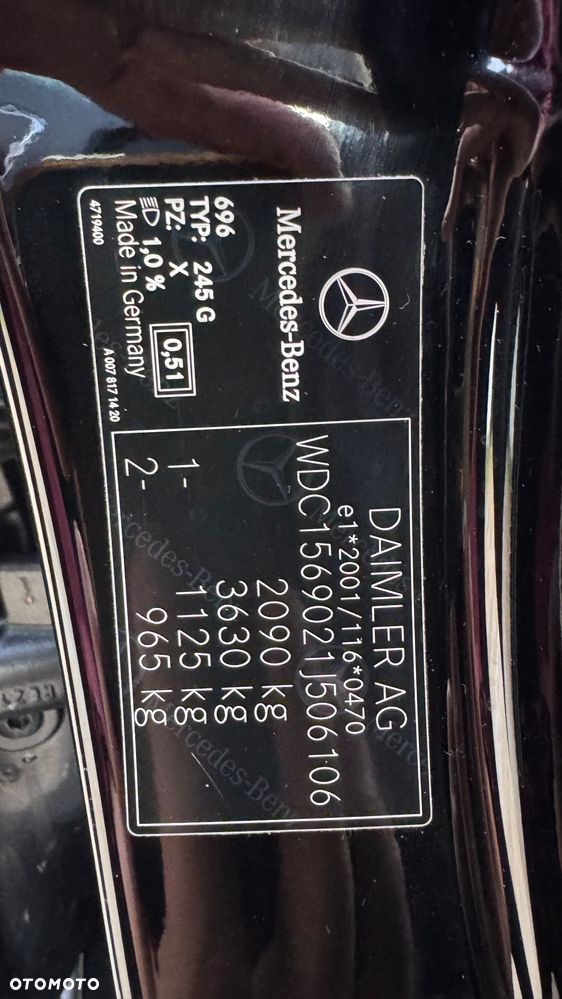 Mercedes-Benz
696
TYP: 245 G
PZ: X
1,0 %
0,51
Made in Germany
4719400
A 007 817 14 20
DAIMLER AG
e1*2001/116*0470
WDC1569021J506106
2090 kg
3630 kg
1- 1125 kg
2- 965 kg
OTOMOTO